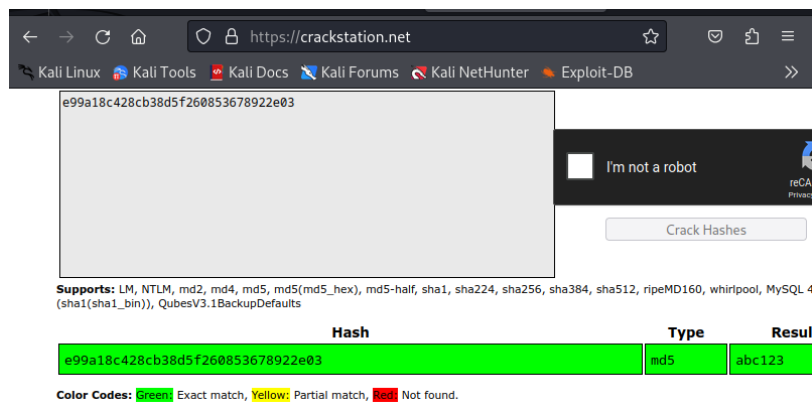 https://crackstation.net
Kali Linux Kali Tools Kali Docs Kali Forums Kali NetHunter Exploit-DB
e99a18c428cb38d5f260853678922e03
I'm not a robot
reCA
Privac
Crack Hashes
Supports: LM, NTLM, md2, md4, md5, md5(md5_hex), md5-half, sha1, sha224, sha256, sha384, sha512, ripeMD160, whirlpool, MySQL 4
(sha1(sha1_bin)), QubesV3.1BackupDefaults
Hash Type Resul
e99a18c428cb38d5f260853678922e03 md5 abc123
Color Codes: Green: Exact match, Yellow: Partial match, Red: Not found.